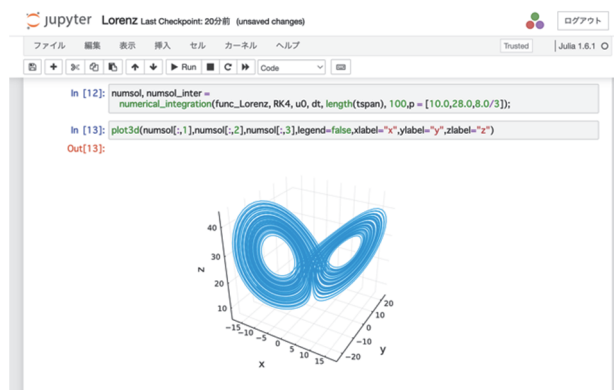 jupyter Lorenz Last Checkpoint: 20分前 (unsaved changes) ログアウト
ファイル 編集 表示 挿入 セル カーネル ヘルプ Trusted Julia 1.6.1
Run Code
In [12]: numsol, numsol_inter =
numerical_integration(func_Lorenz, RK4, u0, dt, length(tspan), 100,p = [10.0,28.0,8.0/3]);
In [13]: plot3d(numsol[:,1],numsol[:,2],numsol[:,3],legend=false,xlabel="x",ylabel="y",zlabel="z")
Out[13]:
40
30
20
10
z
-15
-10
-5
0
5
10
15
x
20
10
0
-10
-20
y